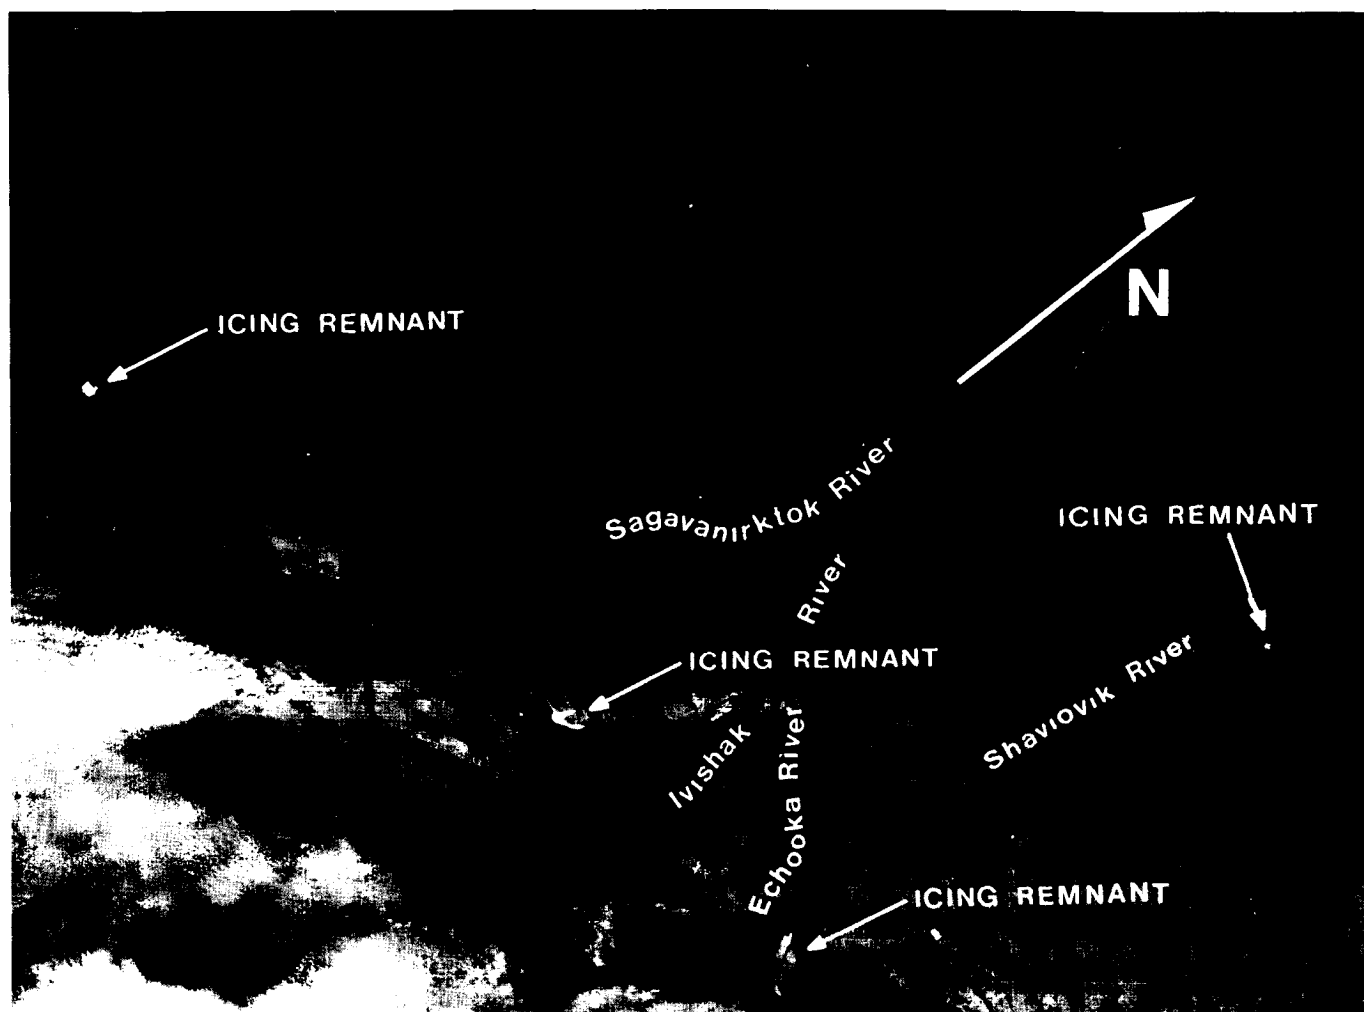 N
ICING REMNANT
Sagavanirktok River
ICING REMNANT
River
ICING REMNANT
Shaviovik River
Ivishak
Echooka River
ICING REMNANT